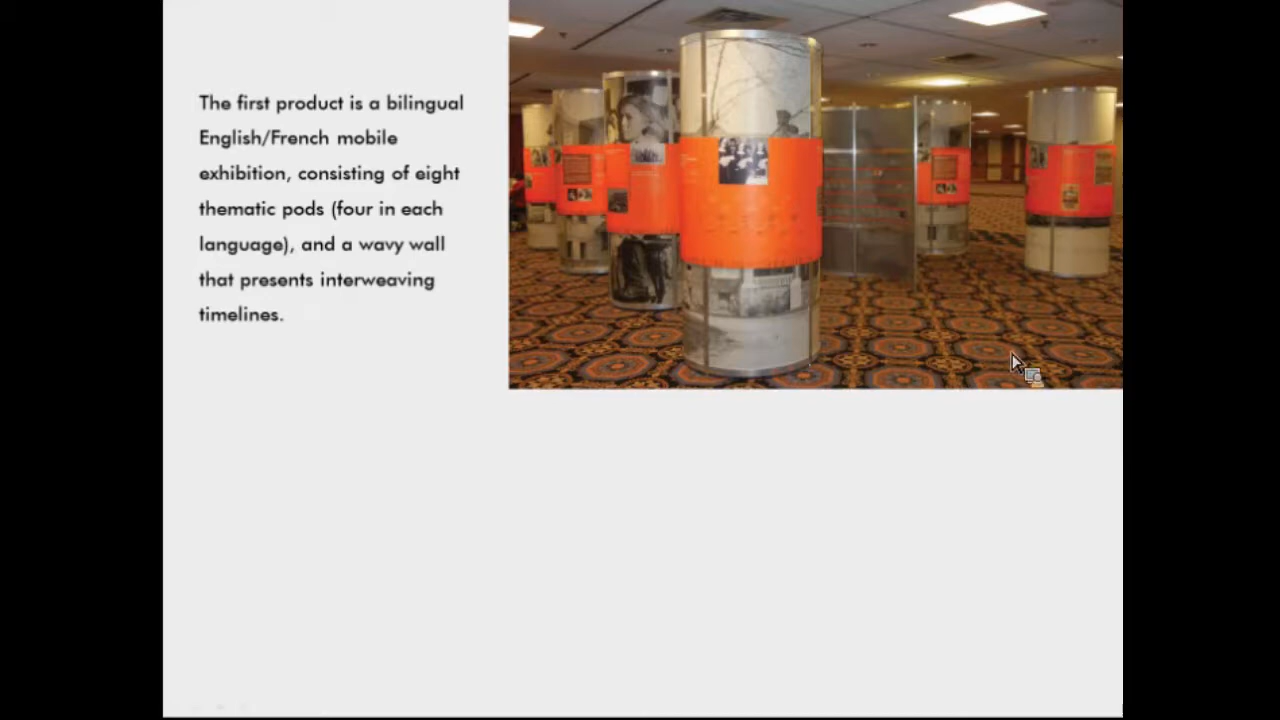 The first product is a bilingual
English/French mobile
exhibition, consisting of eight
thematic pods (four in each
language), and a wavy wall
that presents interweaving
timelines.